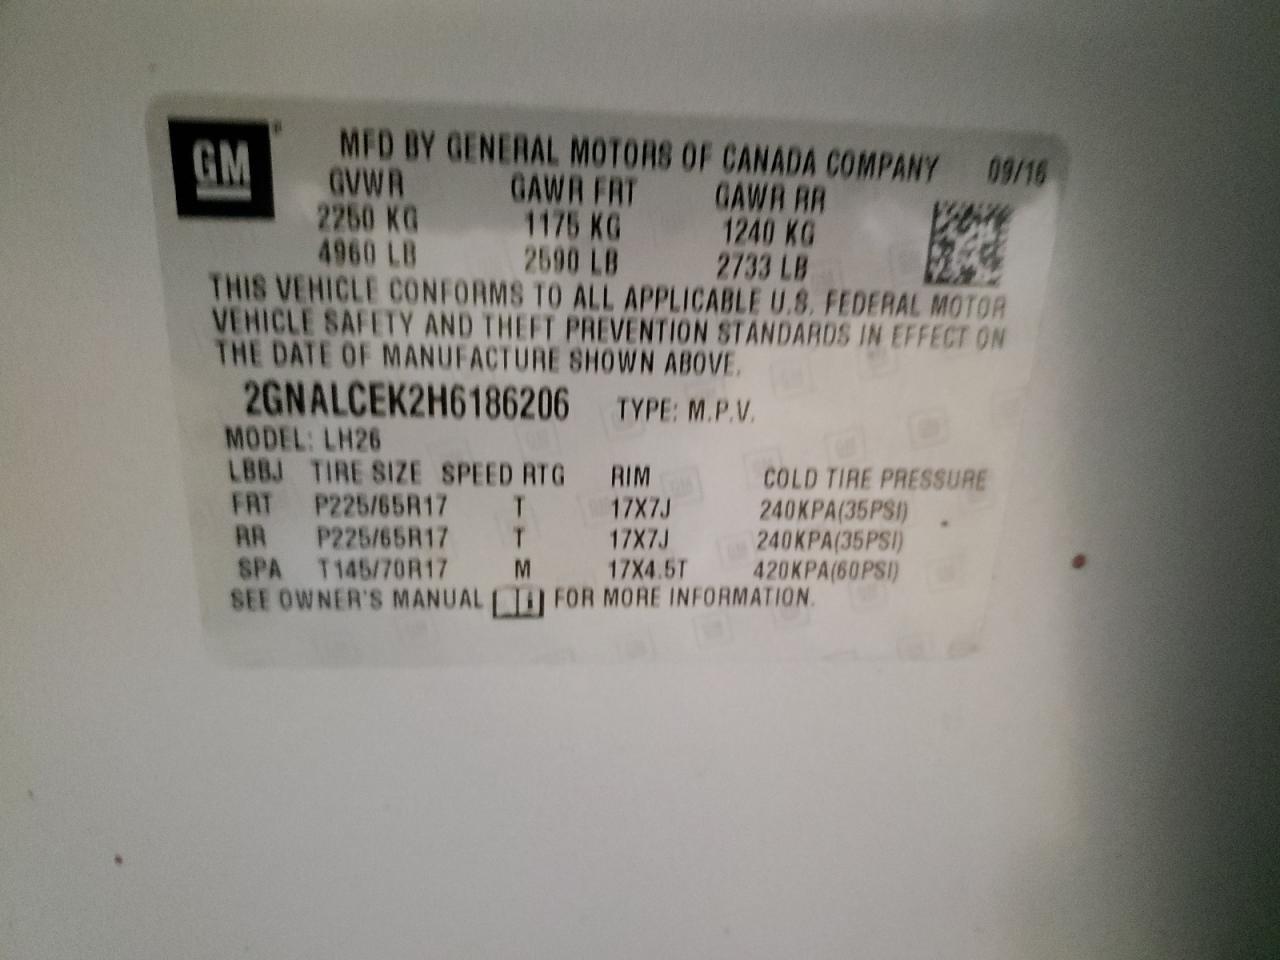 GM
MFD BY GENERAL MOTORS OF CANADA COMPANY 09/16
GVWR GAWR FRT GAWR RR
2250 KG 1175 KG 1240 KG
4960 LB 2590 LB 2733 LB
THIS VEHICLE CONFORMS TO ALL APPLICABLE U.S. FEDERAL MOTOR
VEHICLE SAFETY AND THEFT PREVENTION STANDARDS IN EFFECT ON
THE DATE OF MANUFACTURE SHOWN ABOVE.
2GNALCEK2H6186206 TYPE: M.P.V.
MODEL: LH26
LBBJ TIRE SIZE SPEED RTG RIM COLD TIRE PRESSURE
FRT P225/65R17 T 17X7J 240KPA(35PSI)
RR P225/65R17 T 17X7J 240KPA(35PSI)
SPA T145/70R17 M 17X4.5T 420KPA(60PSI)
SEE OWNER'S MANUAL FOR MORE INFORMATION.